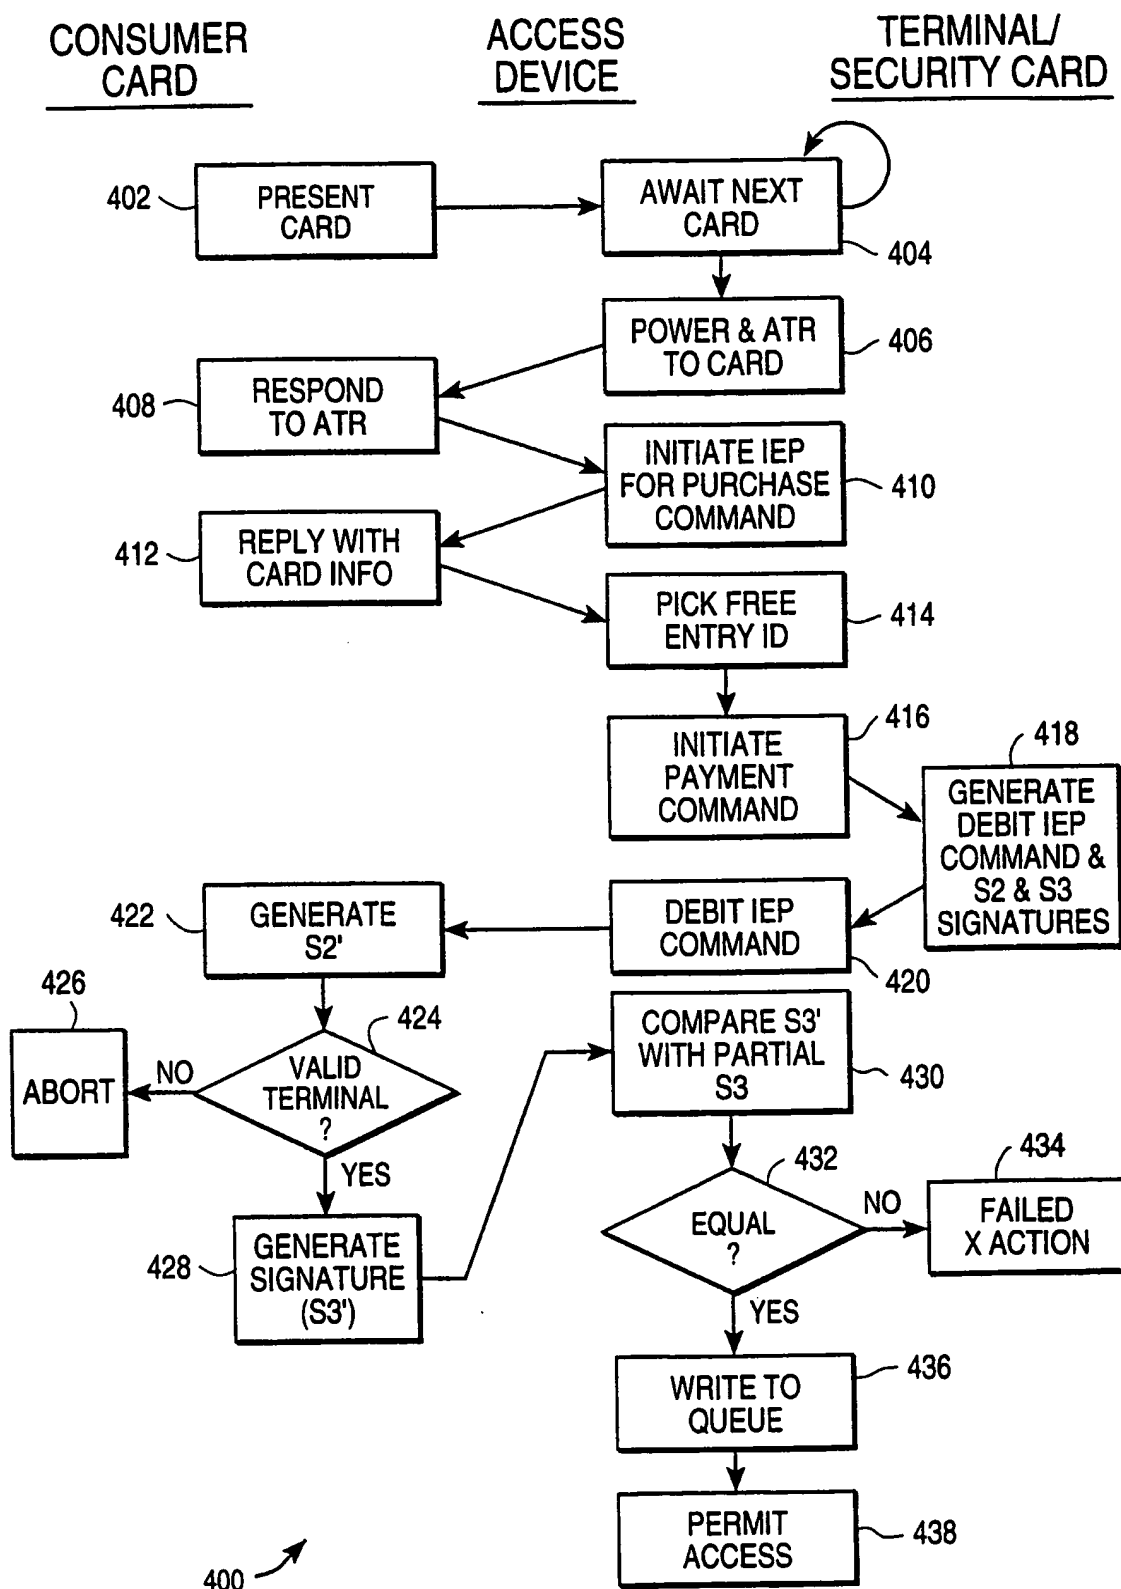 CONSUMER
CARD
ACCESS
DEVICE
TERMINAL/
SECURITY CARD
402
PRESENT
CARD
AWAIT NEXT
CARD
404
POWER & ATR
TO CARD
406
408
RESPOND
TO ATR
INITIATE IEP
FOR PURCHASE
COMMAND
410
412
REPLY WITH
CARD INFO
PICK FREE
ENTRY ID
414
INITIATE
PAYMENT
COMMAND
416
418
GENERATE
DEBIT IEP
COMMAND &
S2 & S3
SIGNATURES
DEBIT IEP
COMMAND
420
422
GENERATE
S2'
424
VALID
TERMINAL
?
NO
426
ABORT
YES
428
GENERATE
SIGNATURE
(S3')
COMPARE S3'
WITH PARTIAL
S3
430
432
EQUAL
?
NO
434
FAILED
X ACTION
YES
WRITE TO
QUEUE
436
PERMIT
ACCESS
438
400